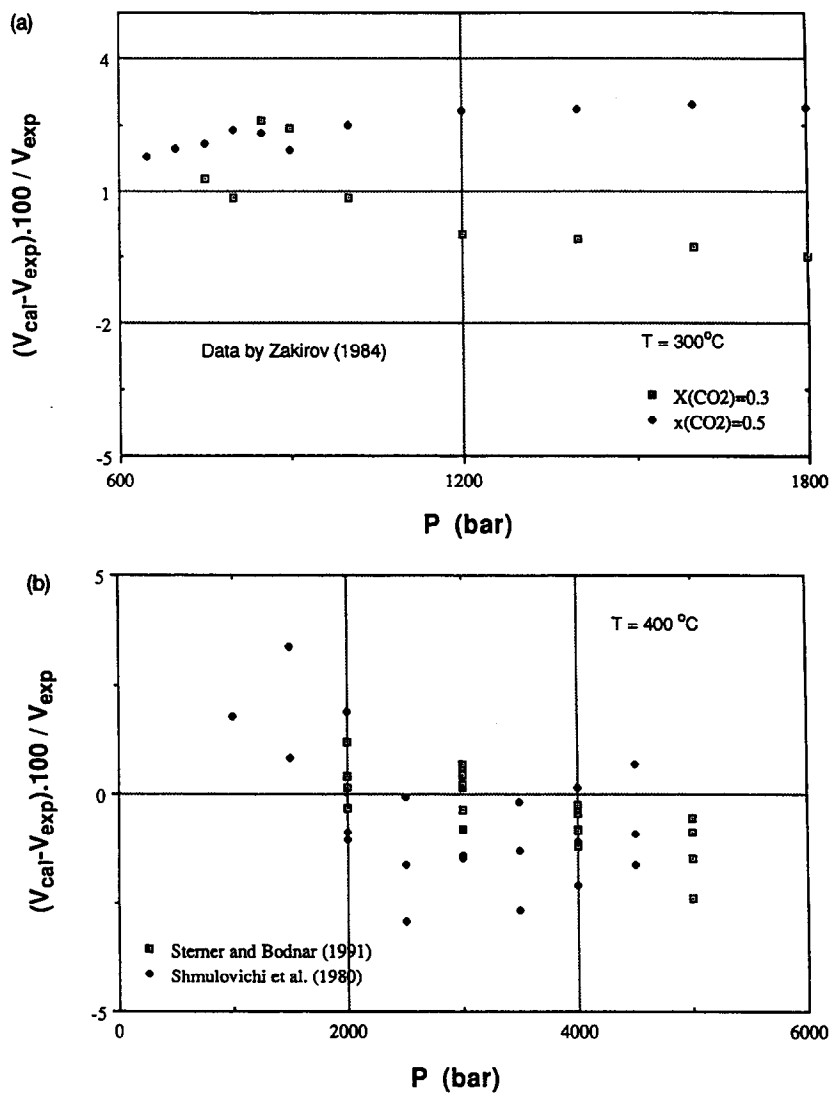 (a)
(Vcal-Vexp).100 / Vexp
4
1
-2
-5
Data by Zakirov (1984)
T = 300°C
X(CO2)=0.3
x(CO2)=0.5
600
1200
1800
P (bar)
(b)
(Vcal-Vexp).100 / Vexp
5
0
-5
T = 400 °C
Sterner and Bodnar (1991)
Shmulovichi et al. (1980)
0
2000
4000
6000
P (bar)